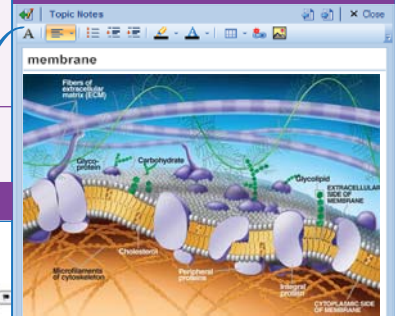 Topic Notes
Close
A
A
membrane
Fibers of
extracellular
matrix (ECM)
Glyco-
protein
Carbohydrate
Glycolipid
EXTRACELLULAR
SIDE OF
MEMBRANE
Cholesterol
Microfilaments
of cytoskeleton
Peripheral
proteins
Integral
protein
CYTOPLASMIC SIDE
OF MEMBRANE